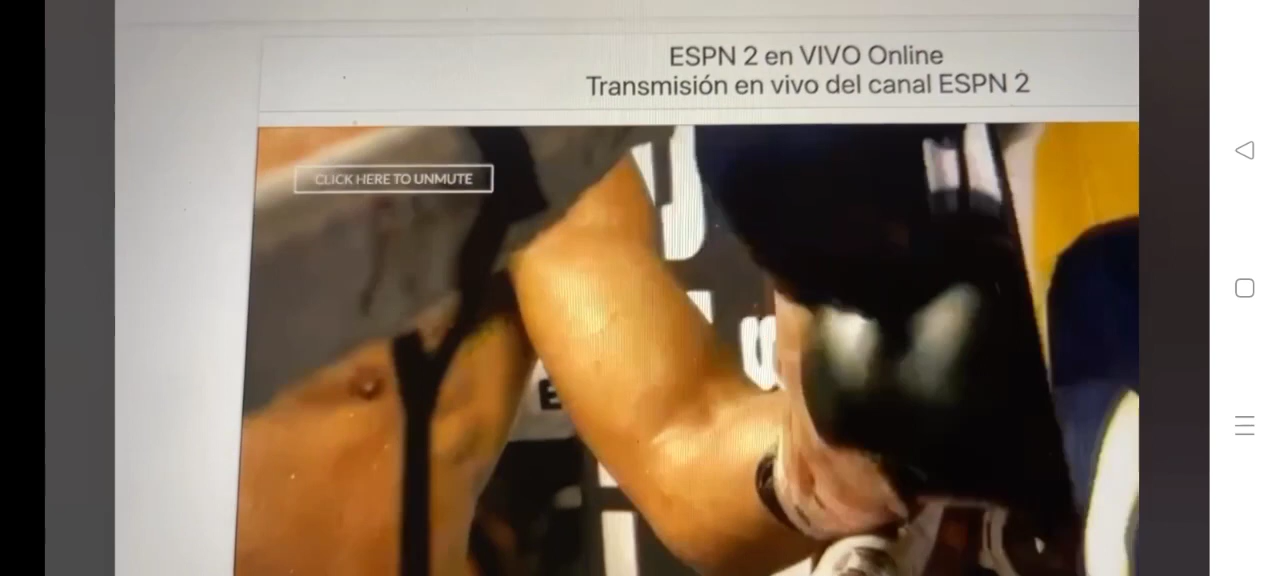 ESPN 2 en VIVO Online
Transmisión en vivo del canal ESPN 2
CLICK HERE TO UNMUTE